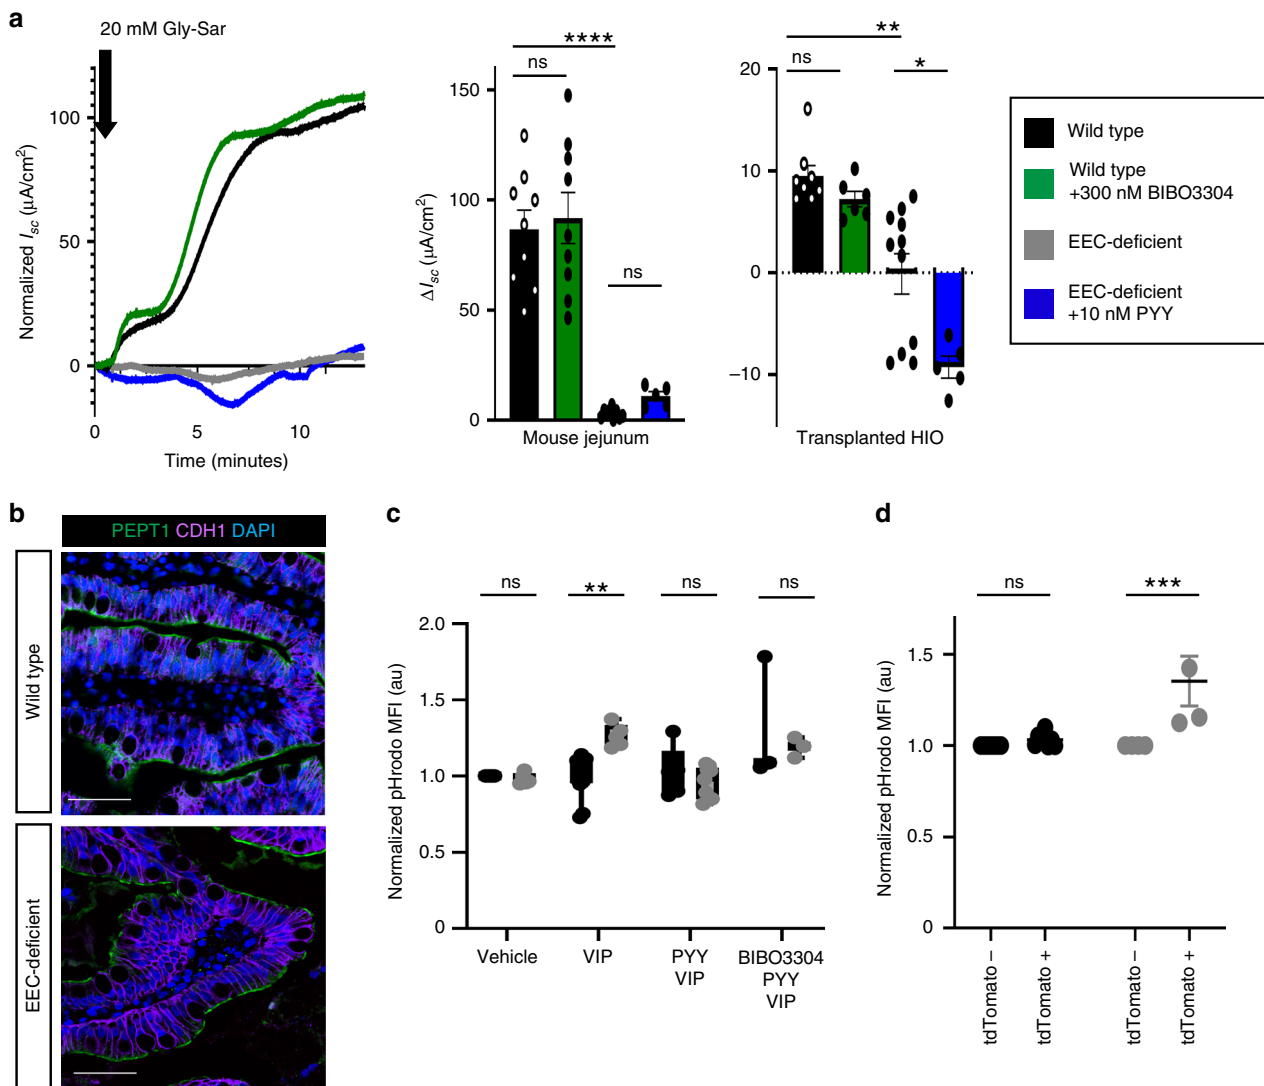 a
20 mM Gly-Sar
Normalized Isc (µA/cm²)
100
50
0
0
5
10
Time (minutes)
****
ns
ns
ΔIsc (µA/cm²)
150
100
50
0
Mouse jejunum
**
ns
*
20
10
0
−10
Transplanted HIO
Wild type
Wild type
+300 nM BIBO3304
EEC-deficient
EEC-deficient
+10 nM PYY
b
PEPT1 CDH1 DAPI
Wild type
EEC-deficient
c
ns
**
ns
ns
Normalized pHrodo MFI (au)
2.0
1.5
1.0
0.5
0
Vehicle
VIP
PYY
VIP
BIBO3304
PYY
VIP
d
ns
***
Normalized pHrodo MFI (au)
1.5
1.0
0.5
0
tdTomato −
tdTomato +
tdTomato −
tdTomato +